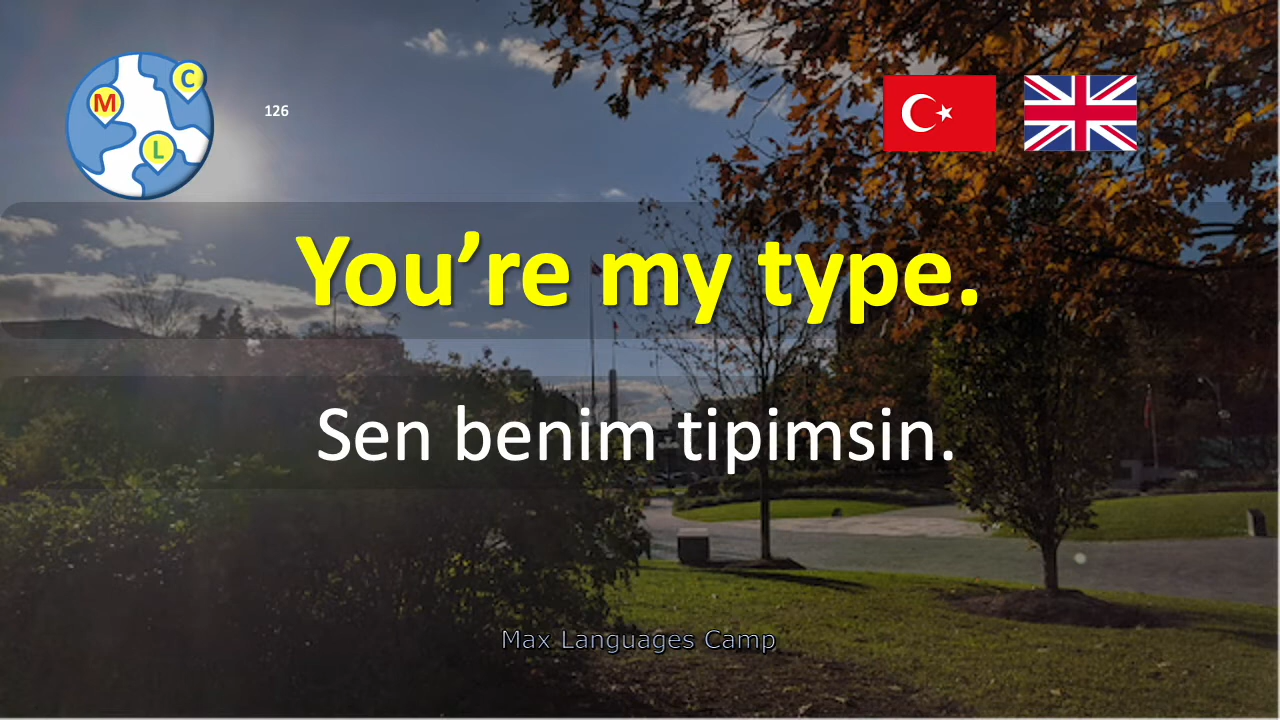 M
C
L
126
You’re my type.
Sen benim tipimsin.
Max Languages Camp